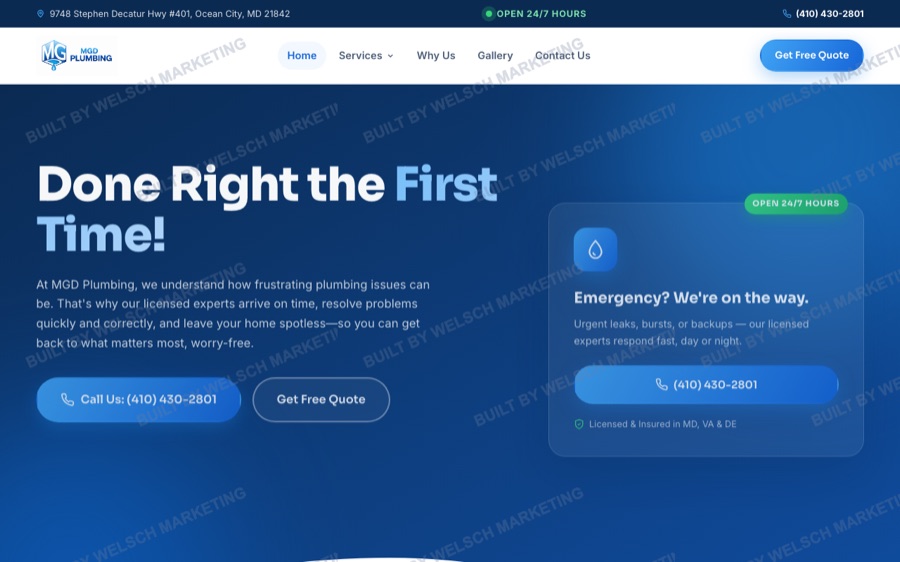 9748 Stephen Decatur Hwy #401, Ocean City, MD 21842
OPEN 24/7 HOURS
(410) 430-2801
MG
MGD
PLUMBING
Home
Services
Why Us
Gallery
Contact Us
Get Free Quote
Done Right the First
Time!
At MGD Plumbing, we understand how frustrating plumbing issues can
be. That's why our licensed experts arrive on time, resolve problems
quickly and correctly, and leave your home spotless—so you can get
back to what matters most, worry-free.
Call Us: (410) 430-2801
Get Free Quote
OPEN 24/7 HOURS
Emergency? We're on the way.
Urgent leaks, bursts, or backups — our licensed
experts respond fast, day or night.
(410) 430-2801
Licensed & Insured in MD, VA & DE
BUILT BY WELSCH MARKETING